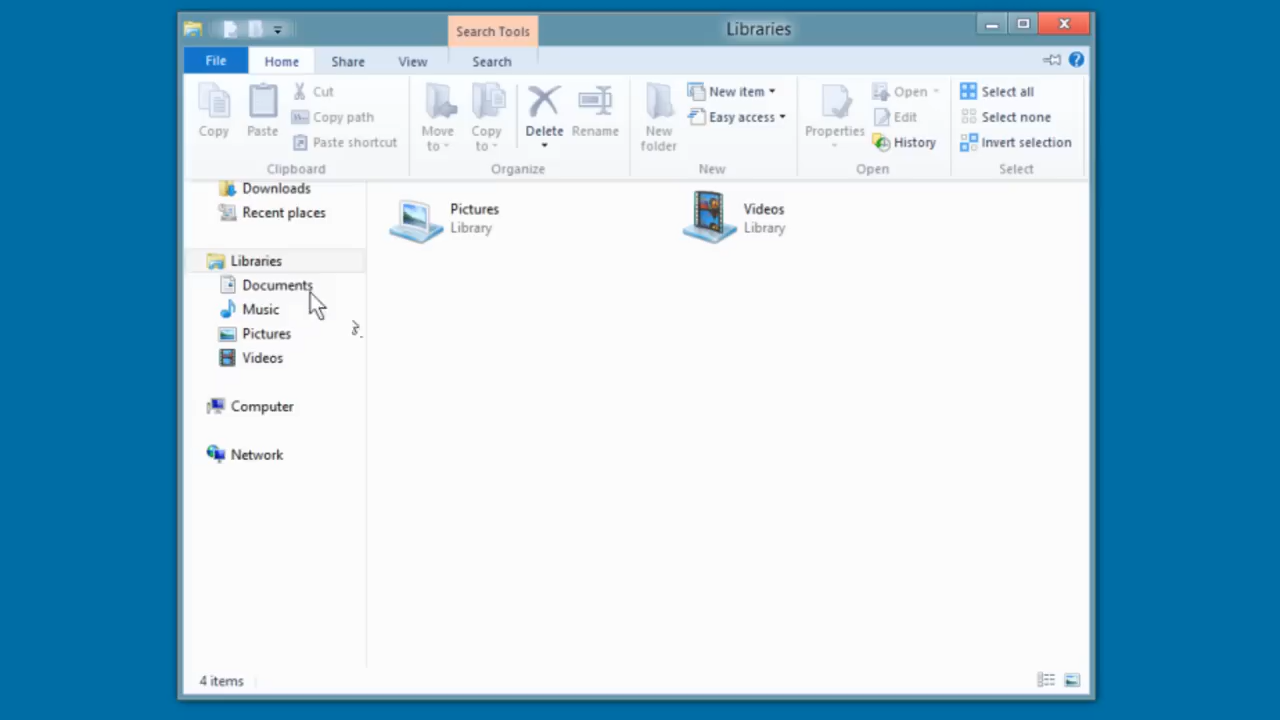 Search Tools
Libraries
File
Home
Share
View
Search
Copy
Paste
Cut
Copy path
Paste shortcut
Clipboard
Move
to
Copy
to
Delete
Rename
Organize
New
folder
New item
Easy access
New
Properties
Open
Edit
History
Open
Select all
Select none
Invert selection
Select
Downloads
Recent places
Libraries
Documents
Music
Pictures
Videos
Computer
Network
Pictures
Library
Videos
Library
4 items